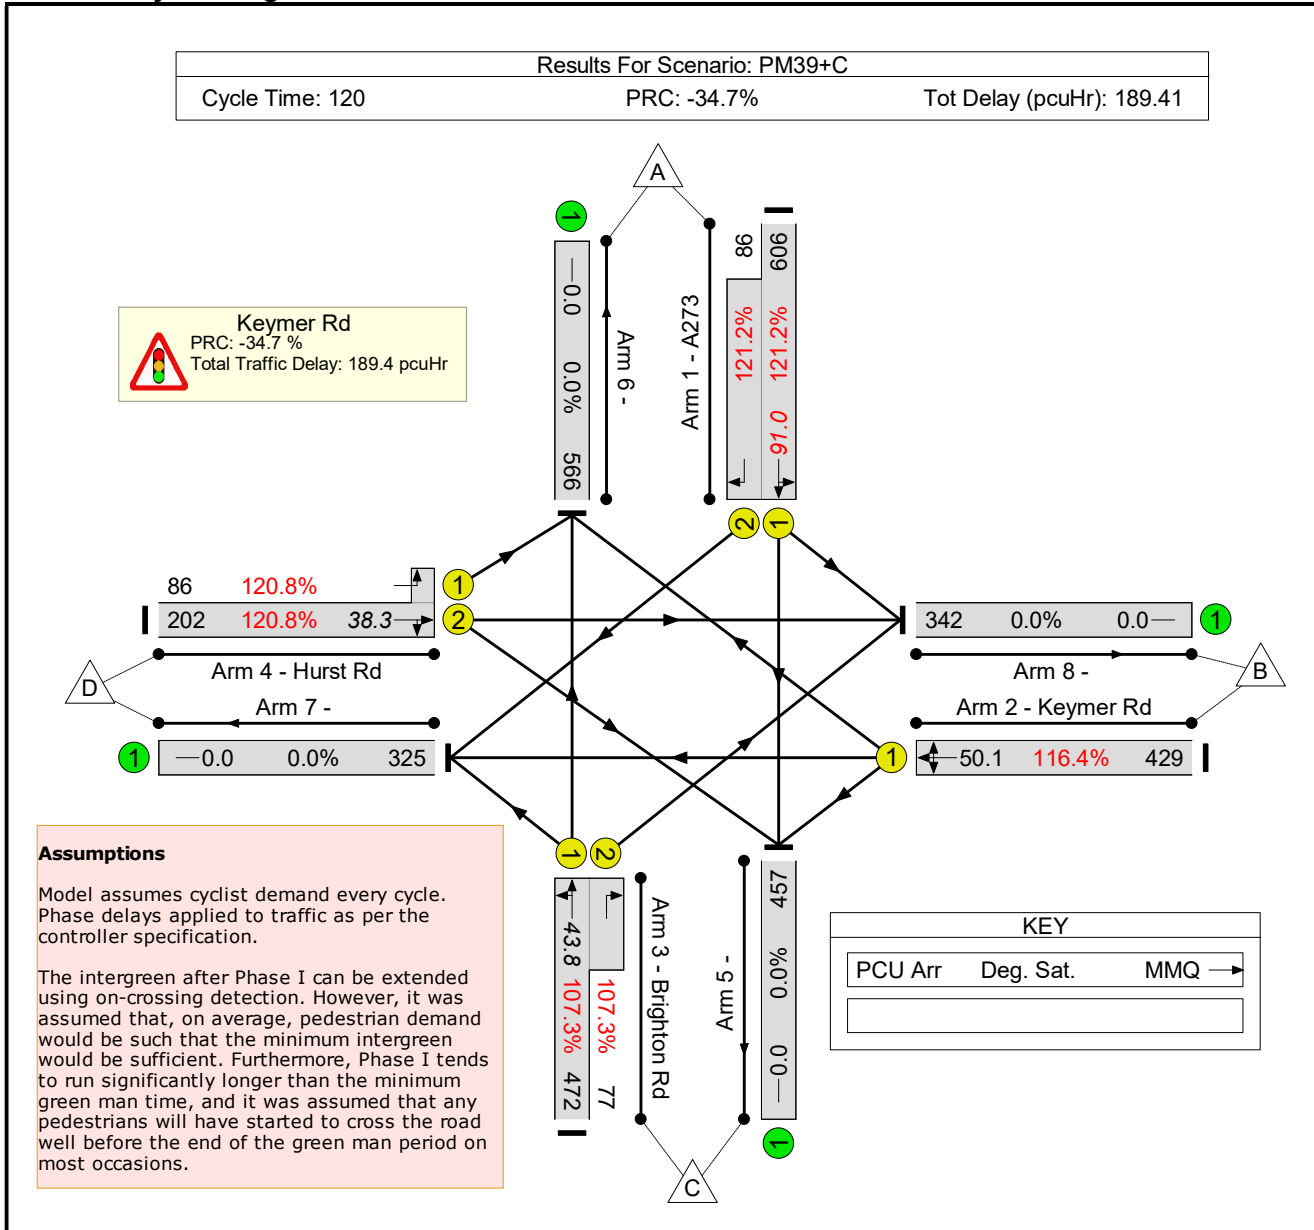 Results For Scenario: PM39+C
Cycle Time: 120 PRC: -34.7% Tot Delay (pcuHr): 189.41
A
1
86
606
—0.0 0.0% 566
Arm 6 -
Arm 1 - A273
121.2%
121.2% 91.0
Keymer Rd
PRC: -34.7 %
Total Traffic Delay: 189.4 pcuHr
2 1
86 120.8%
1
202 120.8% 38.3
2
342 0.0% 0.0
1
Arm 4 - Hurst Rd
Arm 8 -
D
B
Arm 7 -
Arm 2 - Keymer Rd
1
0.0 0.0% 325
1
50.1 116.4% 429
1 2
43.8 107.3% 472
107.3% 77
Arm 3 - Brighton Rd
Arm 5 -
0.0 0.0% 457
1
C
Assumptions
Model assumes cyclist demand every cycle.
Phase delays applied to traffic as per the
controller specification.
The intergreen after Phase I can be extended
using on-crossing detection. However, it was
assumed that, on average, pedestrian demand
would be such that the minimum intergreen
would be sufficient. Furthermore, Phase I tends
to run significantly longer than the minimum
green man time, and it was assumed that any
pedestrians will have started to cross the road
well before the end of the green man period on
most occasions.
KEY
PCU Arr Deg. Sat. MMQ